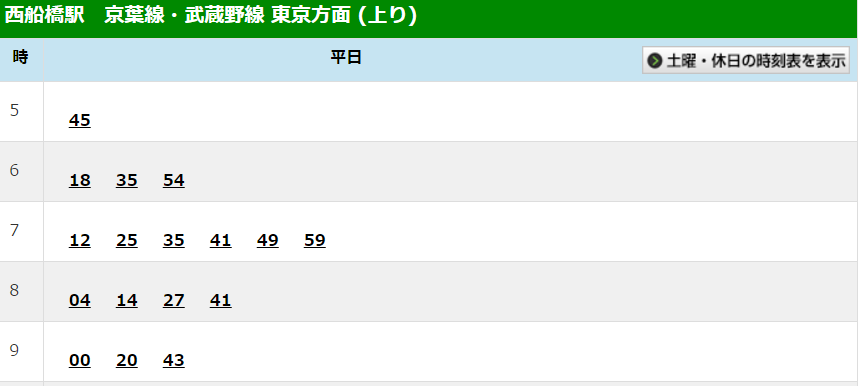 西船橋駅　京葉線・武蔵野線 東京方面 (上り)
時 平日 土曜・休日の時刻表を表示
5 45
6 18 35 54
7 12 25 35 41 49 59
8 04 14 27 41
9 00 20 43